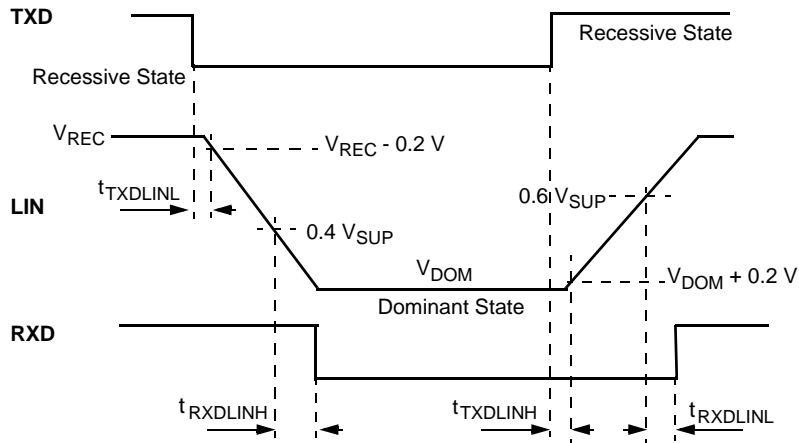 TXD
Recessive State
Recessive State
VREC
VREC - 0.2 V
tTXDLINL
0.6 VSUP
LIN
0.4 VSUP
VDOM
VDOM + 0.2 V
Dominant State
RXD
tRXDLINH
tTXDLINH
tRXDLINL